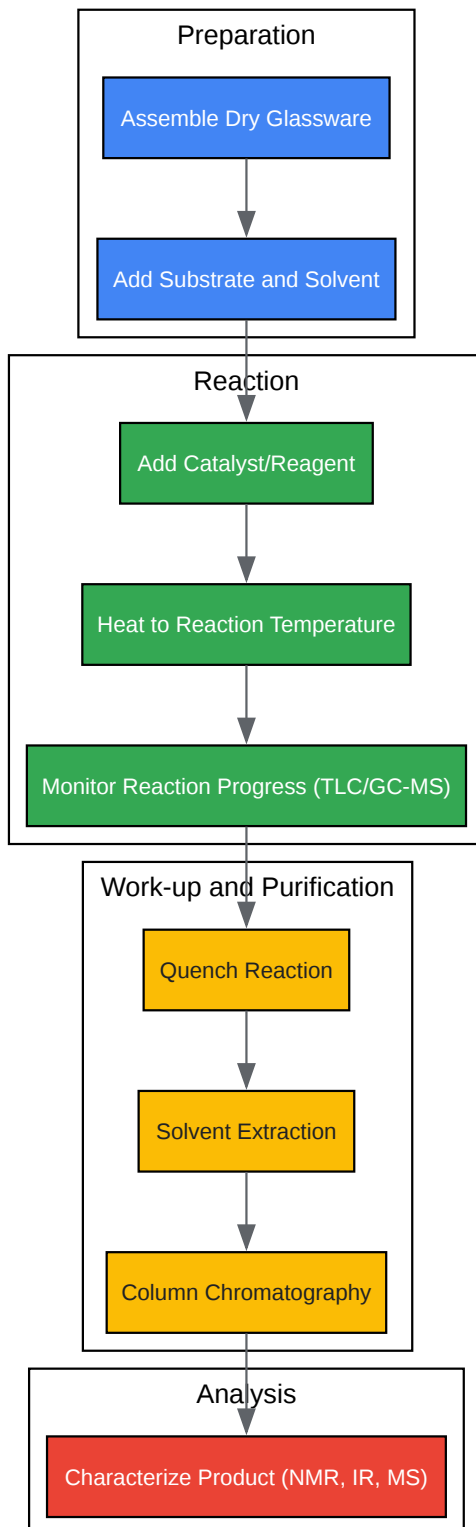 Preparation
Assemble Dry Glassware
Add Substrate and Solvent
Reaction
Add Catalyst/Reagent
Heat to Reaction Temperature
Monitor Reaction Progress (TLC/GC-MS)
Work-up and Purification
Quench Reaction
Solvent Extraction
Column Chromatography
Analysis
Characterize Product (NMR, IR, MS)